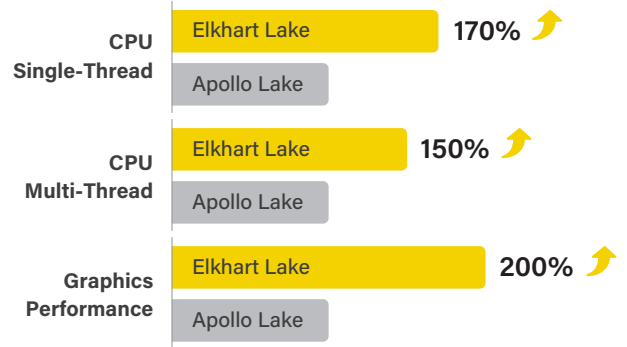 CPU
Single-Thread
Elkhart Lake
170%
Apollo Lake
CPU
Multi-Thread
Elkhart Lake
150%
Apollo Lake
Graphics
Performance
Elkhart Lake
200%
Apollo Lake